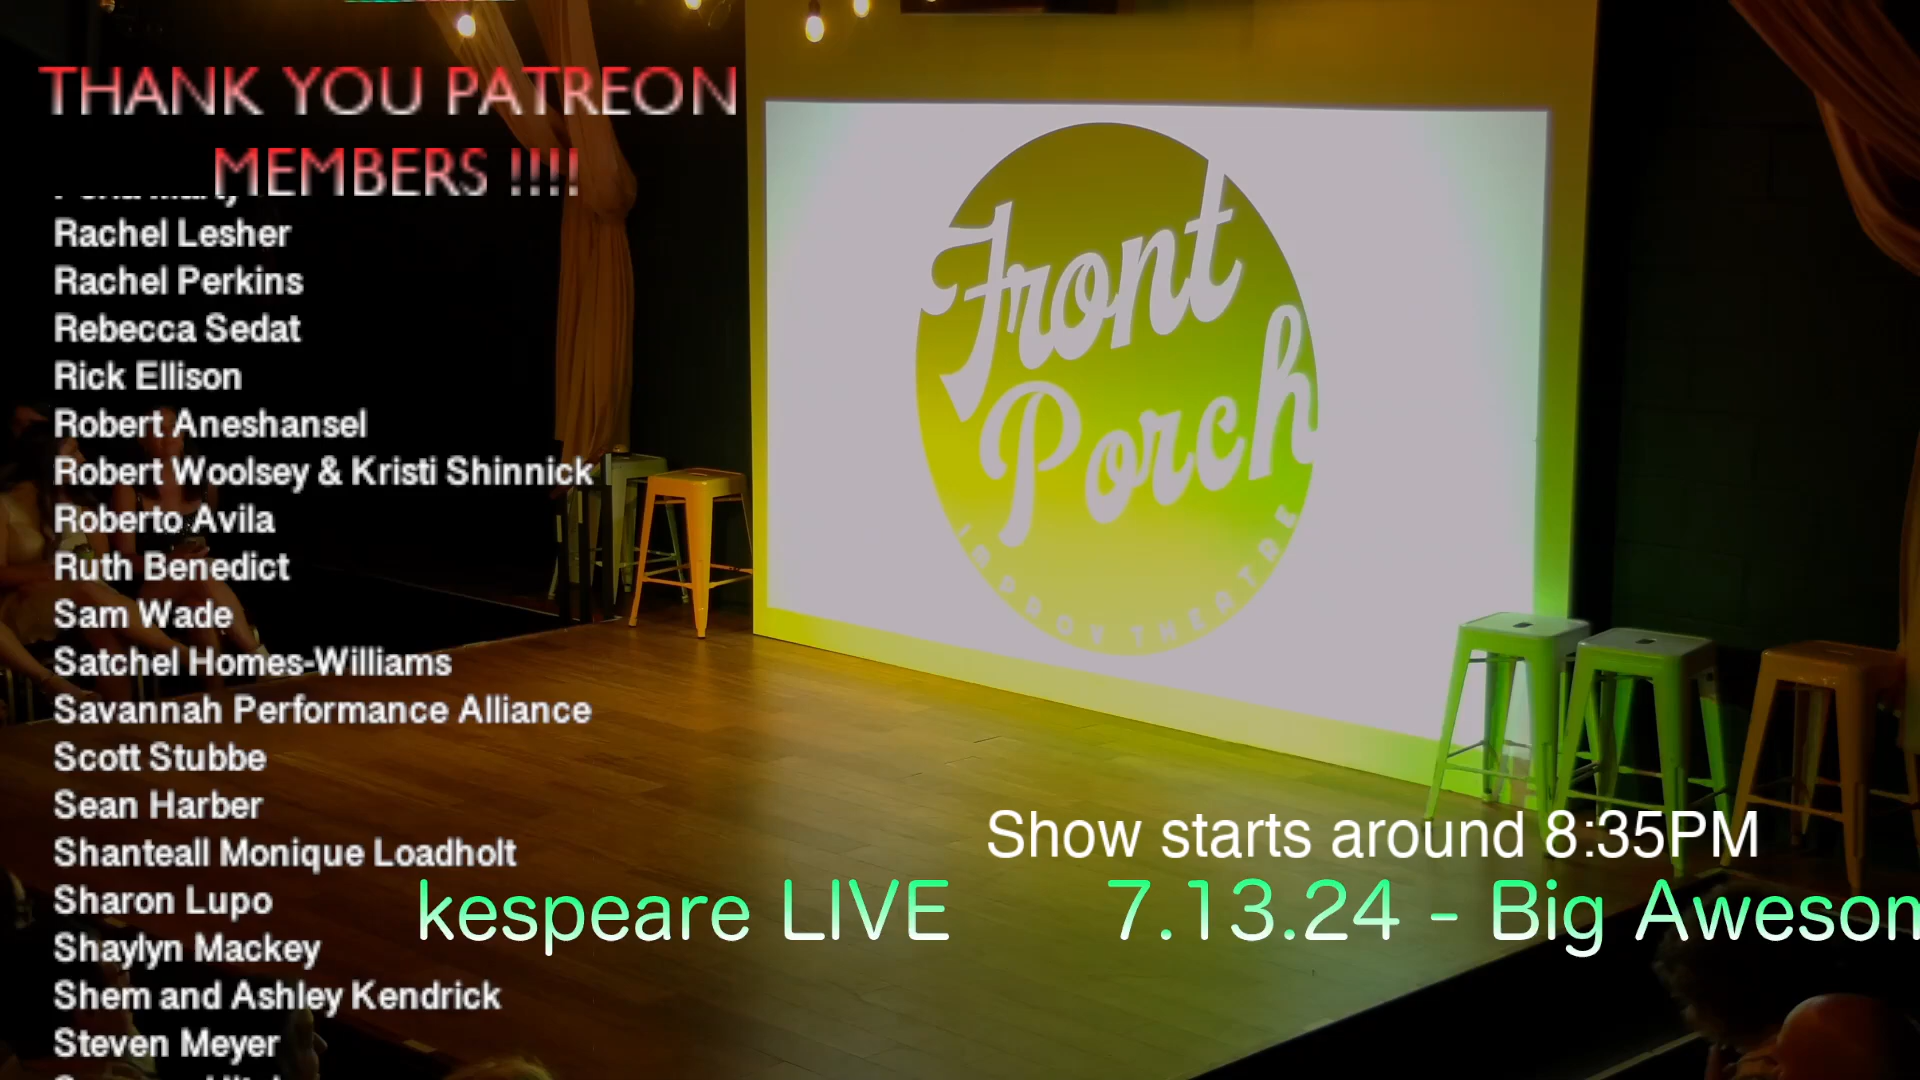 THANK YOU PATREON
MEMBERS !!!!
Rachel Lesher
Rachel Perkins
Rebecca Sedat
Rick Ellison
Robert Aneshansel
Robert Woolsey & Kristi Shinnick
Roberto Avila
Ruth Benedict
Sam Wade
Satchel Homes-Williams
Savannah Performance Alliance
Scott Stubbe
Sean Harber
Shanteall Monique Loadholt
Sharon Lupo
Shaylyn Mackey
Shem and Ashley Kendrick
Steven Meyer
Front
Porch
IMPROV THEATRE
Show starts around 8:35PM
kespeare LIVE 7.13.24 - Big Awesom